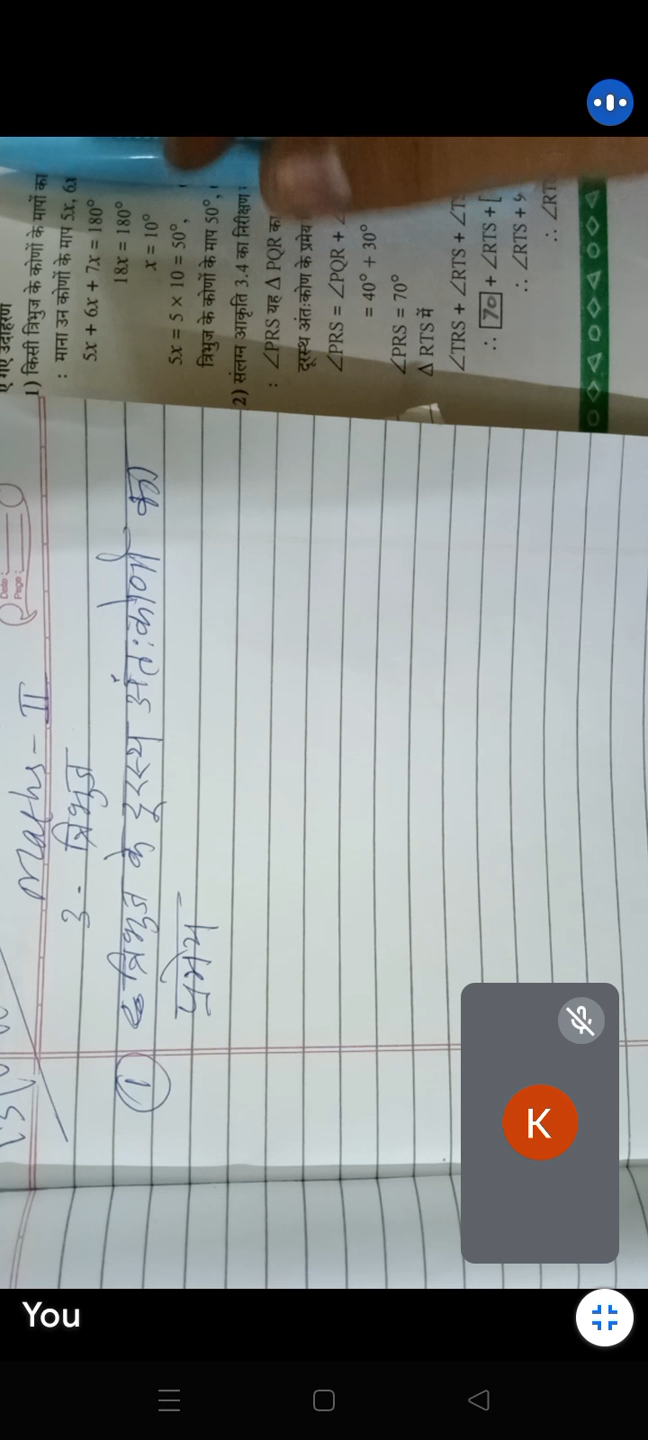 1) किसी त्रिभुज के कोणों के मापों का
: माना उन कोणों के माप 5x, 6x
5x + 6x + 7x = 180°
18x = 180°
x = 10°
5x = 5 × 10 = 50°,
त्रिभुज के कोणों के माप 50°,
2) संलग्न आकृति 3.4 का निरीक्षण
: ∠PRS यह Δ PQR का
दूरस्थ अंतःकोण के प्रमेय
∠PRS = ∠PQR + ∠
= 40° + 30°
∠PRS = 70°
Δ RTS में
∠TRS + ∠RTS + ∠T
∴ 70 + ∠RTS +
∴ ∠RTS +
∴ ∠RT
Date :
Page :
Maths - II
3 - त्रिभुज
1 त्रिभुज के दूरस्थ अंतःकोणों का
प्रमेय
K
You